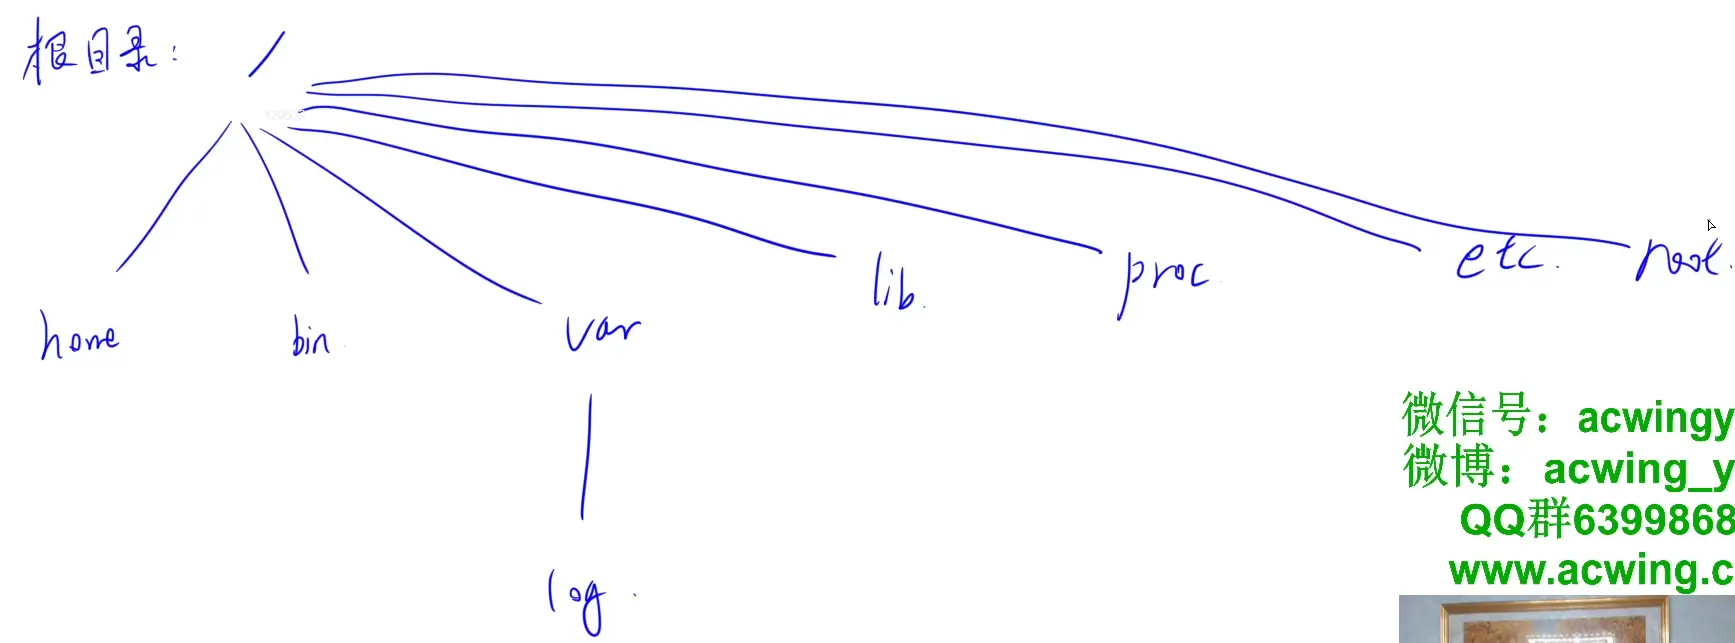 根目录: /
home
bin
var
lib
proc
etc
root
log
微信号：acwingy
微博：acwing_y
QQ群6399868
www.acwing.c